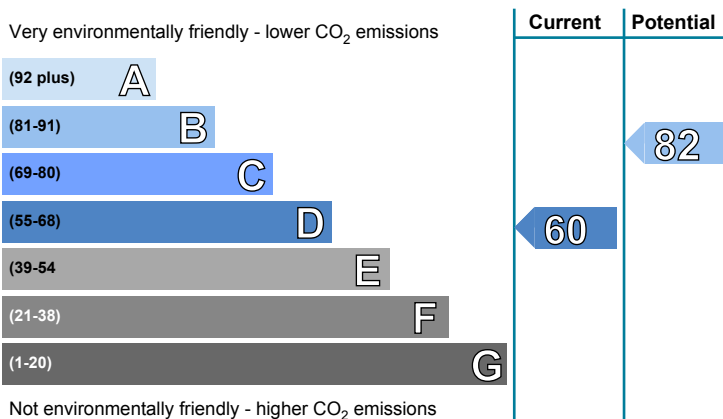 Very environmentally friendly - lower CO₂ emissions
Current
Potential
(92 plus) A
(81-91) B
82
(69-80) C
(55-68) D
60
(39-54 E
(21-38) F
(1-20) G
Not environmentally friendly - higher CO₂ emissions